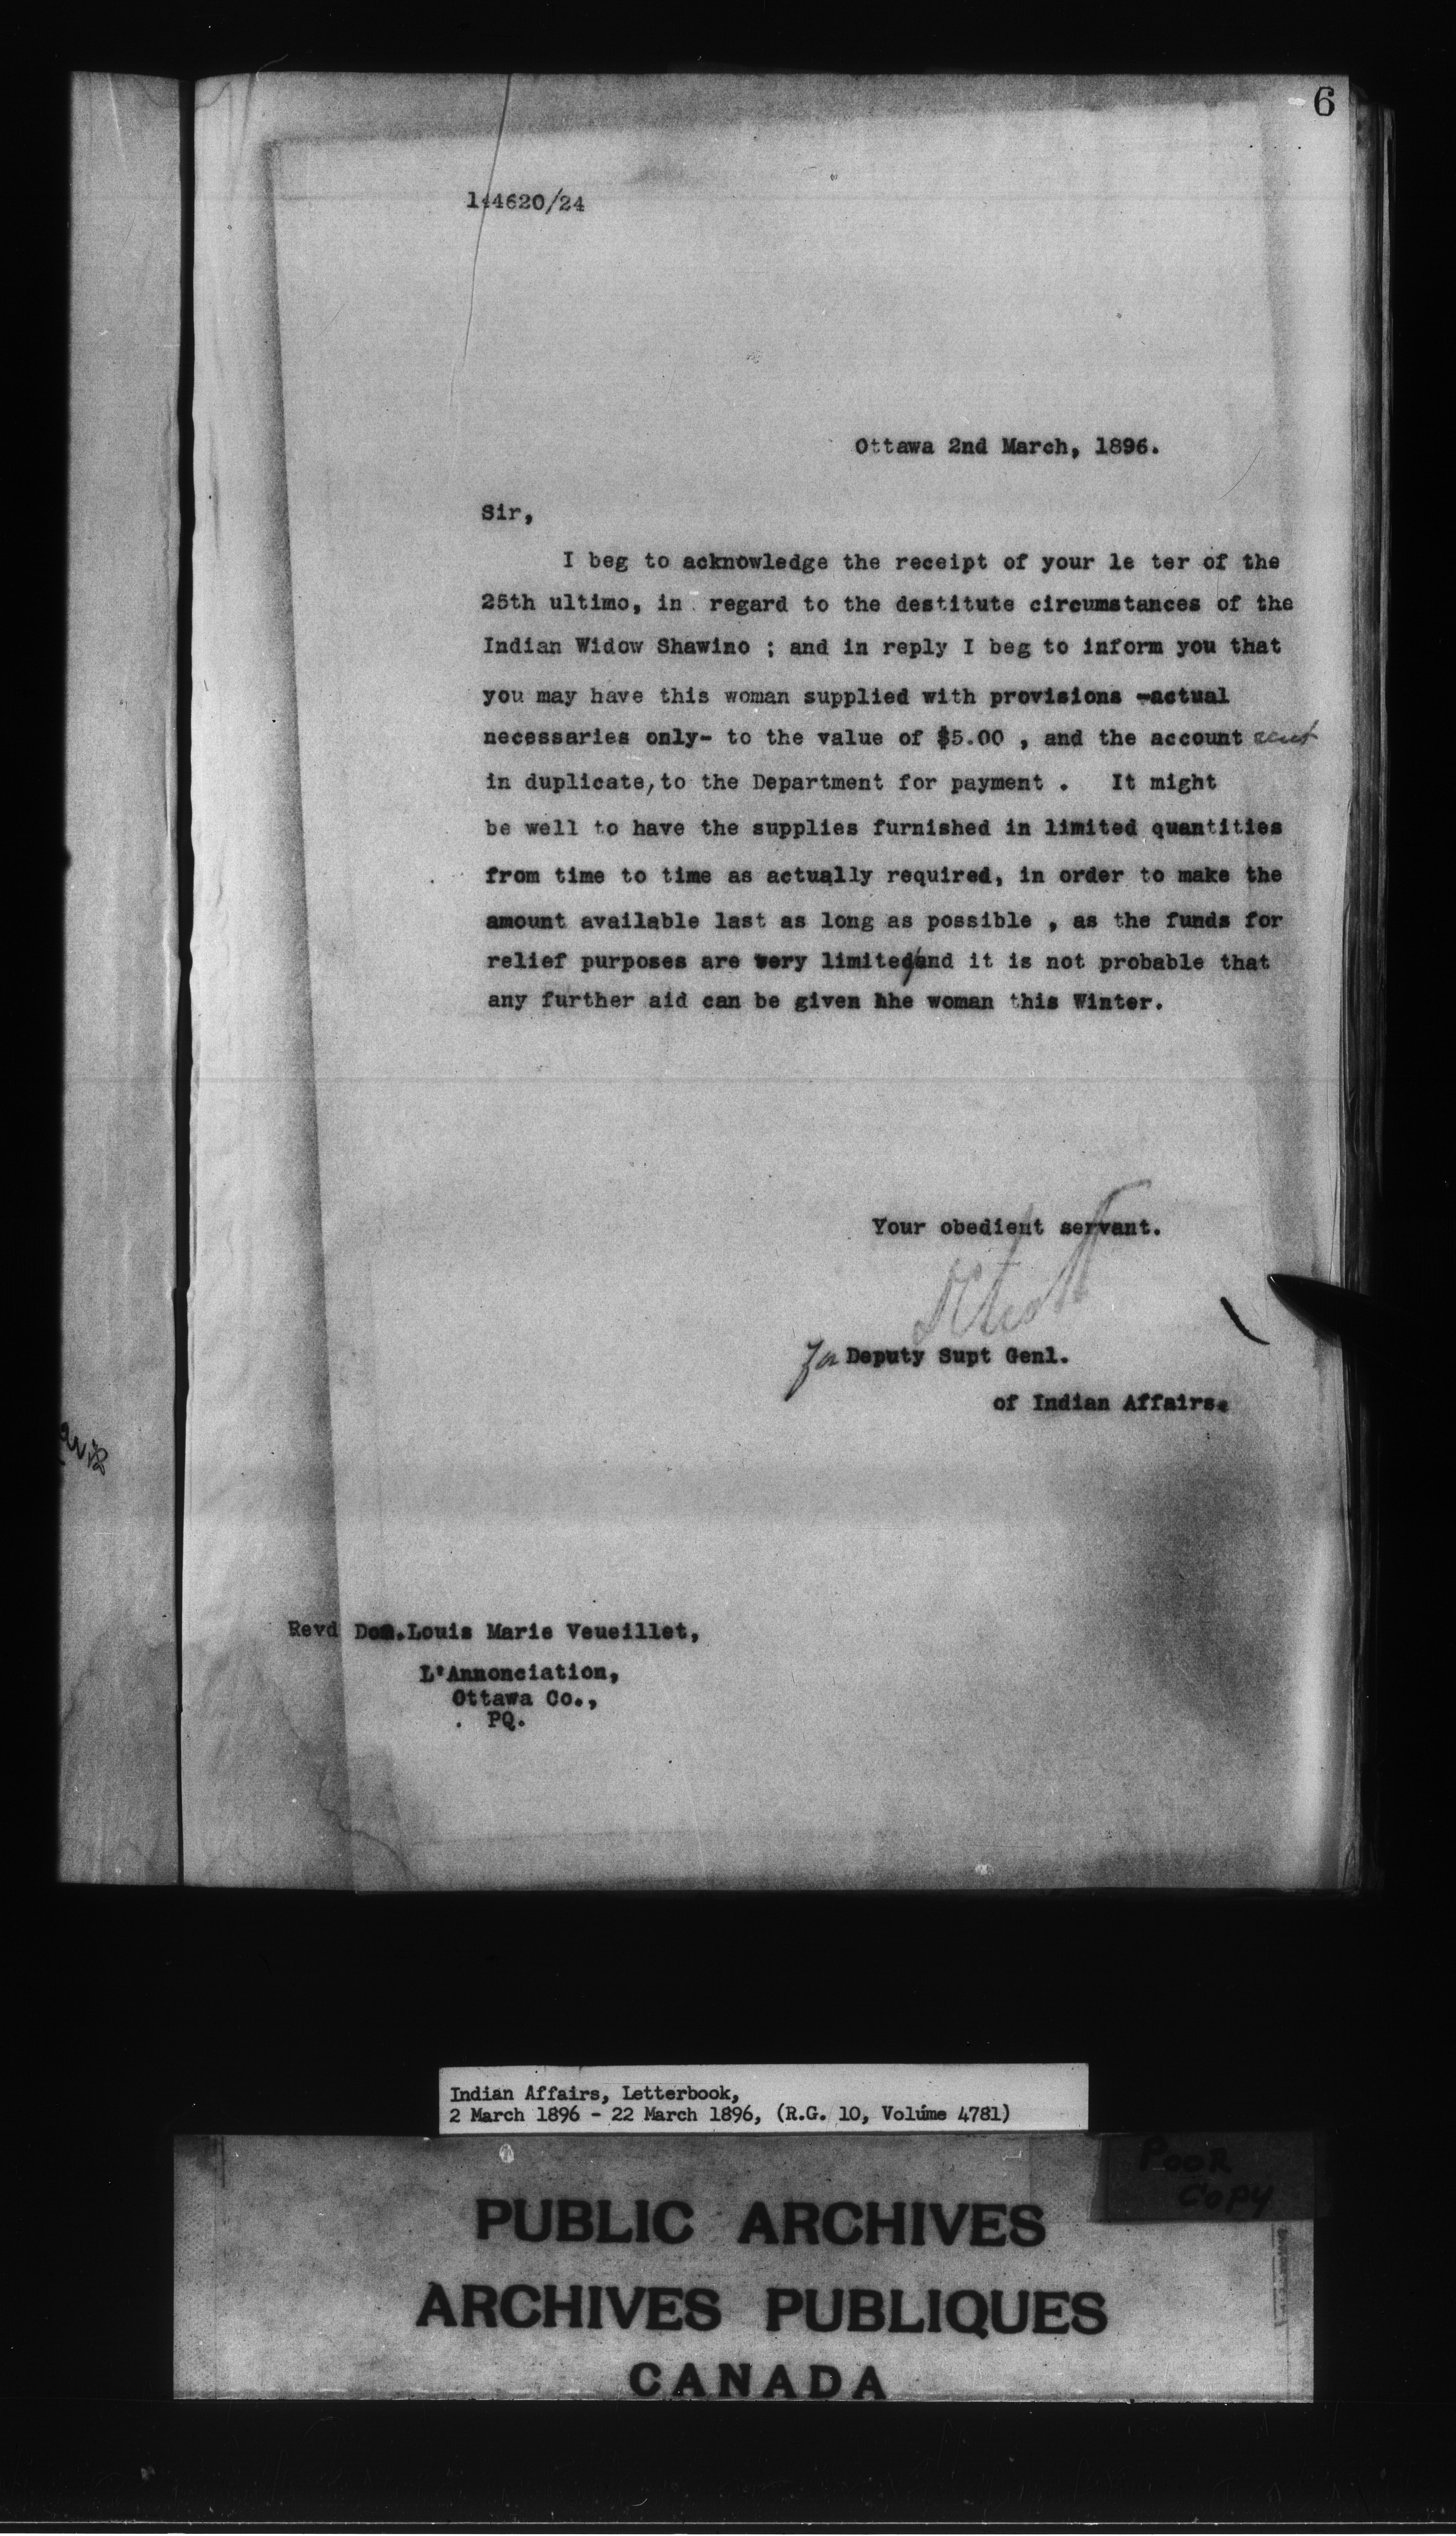 6
144620/24
Ottawa 2nd March, 1896.
Sir,
I beg to acknowledge the receipt of your le ter of the
25th ultimo, in regard to the destitute circumstances of the
Indian Widow Shawino ; and in reply I beg to inform you that
you may have this woman supplied with provisions -actual
necessaries only- to the value of $5.00 , and the account sent
in duplicate, to the Department for payment . It might
be well to have the supplies furnished in limited quantities
from time to time as actually required, in order to make the
amount available last as long as possible , as the funds for
relief purposes are very limited, and it is not probable that
any further aid can be given hhe woman this Winter.
Your obedient servant.
for Deputy Supt Genl.
of Indian Affairs.
Revd Dom.Louis Marie Veueillet,
L'Annonciation,
Ottawa Co.,
PQ.
Indian Affairs, Letterbook,
2 March 1896 - 22 March 1896, (R.G. 10, Volume 4781)
POOR
COPY
PUBLIC ARCHIVES
ARCHIVES PUBLIQUES
CANADA